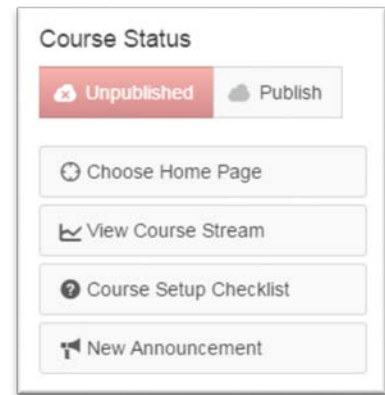 Course Status
Unpublished Publish
Choose Home Page
View Course Stream
Course Setup Checklist
New Announcement